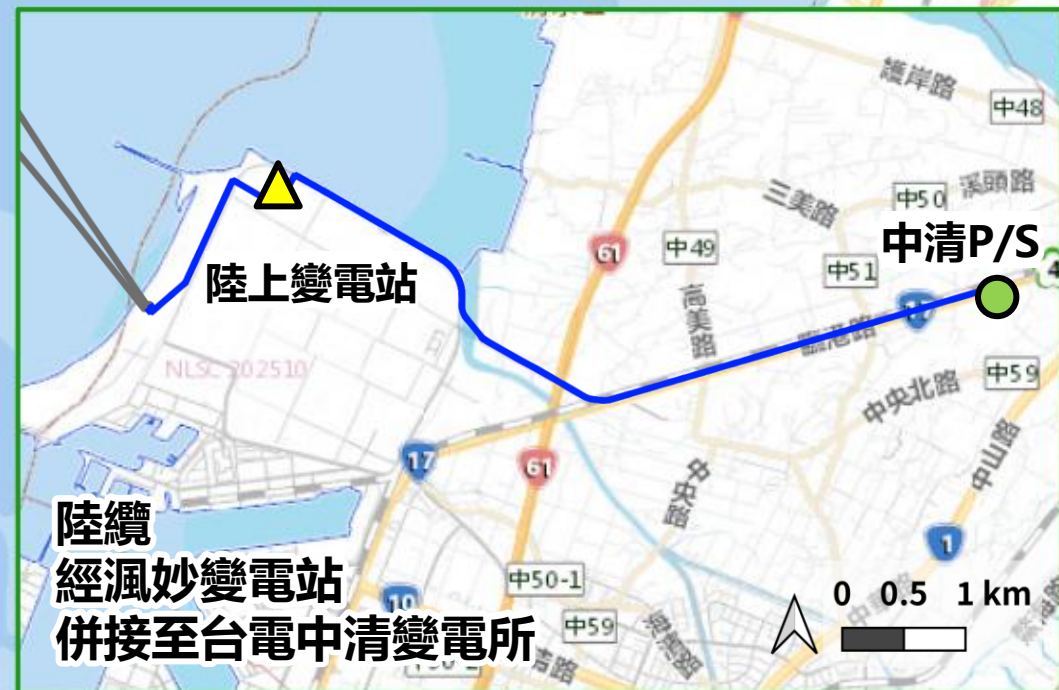 護岸路
中48
三美路
中50
溪頭路
中清P/S
61
中49
中51
4
高美路
17
臨港路
陸上變電站
NLSC 202510
中59
中央北路
中山路
17
61
中央路
1
陸纜
經渢妙變電站
併接至台電中清變電所
10
中50-1
中59
0 0.5 1 km